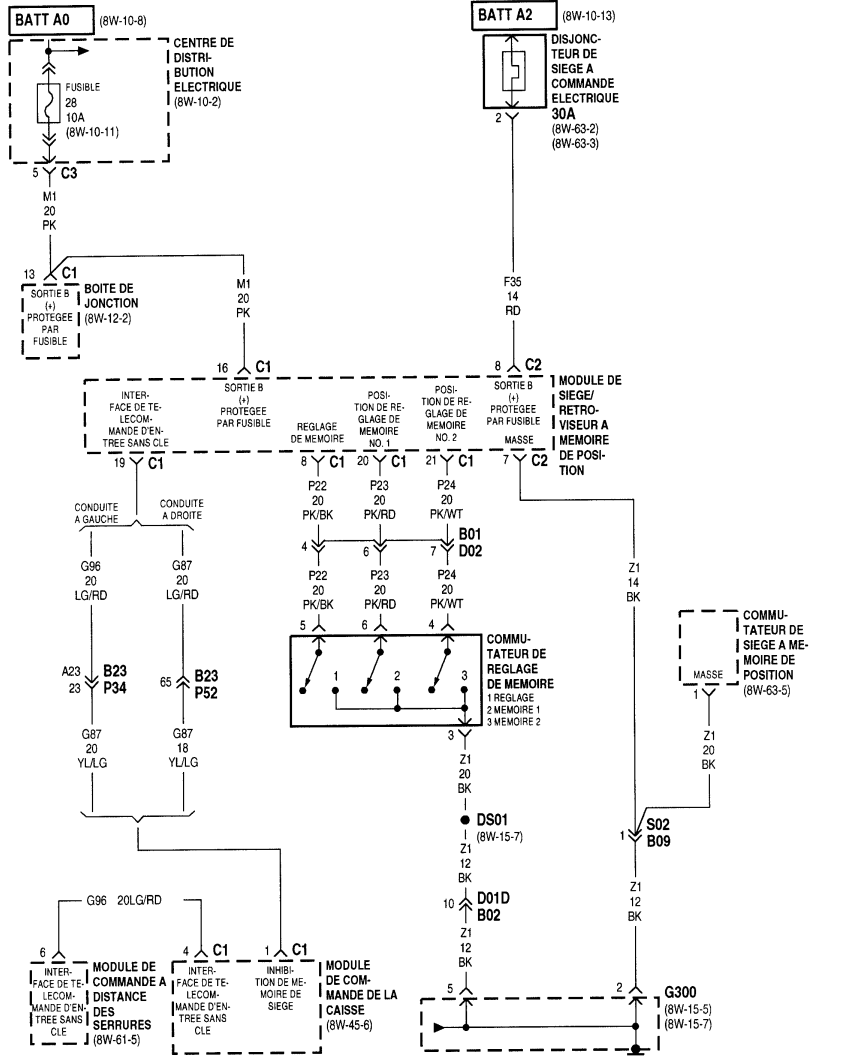 BATT A0
(8W-10-8)
BATT A2
(8W-10-13)
CENTRE DE
DISTRI-
BUTION
ELECTRIQUE
(8W-10-2)
FUSIBLE
28
10A
(8W-10-11)
5
C3
DISJONC-
TEUR DE
SIEGE A
COMMANDE
ELECTRIQUE
30A
(8W-63-2)
(8W-63-3)
2
M1
20
PK
13
C1
SORTIE B
(+)
PROTEGEE
PAR
FUSIBLE
BOITE DE
JONCTION
(8W-12-2)
M1
20
PK
F35
14
RD
16
C1
8
C2
INTER-
FACE DE TE-
LECOM-
MANDE D'EN-
TREE SANS CLE
SORTIE B
(+)
PROTEGEE
PAR FUSIBLE
REGLAGE
DE MEMOIRE
POSI-
TION DE RE-
GLAGE DE
MEMOIRE
NO. 1
POSI-
TION DE RE-
GLAGE DE
MEMOIRE
NO. 2
SORTIE B
(+)
PROTEGEE
PAR FUSIBLE
MASSE
MODULE DE
SIEGE/
RETRO-
VISEUR A
MEMOIRE
DE POSI-
TION
19
C1
8
C1
20
C1
21
C1
7
C2
CONDUITE
A GAUCHE
CONDUITE
A DROITE
P22
20
PK/BK
P23
20
PK/RD
P24
20
PK/WT
4
6
7
B01
D02
G96
20
LG/RD
G87
20
LG/RD
P22
20
PK/BK
P23
20
PK/RD
P24
20
PK/WT
Z1
14
BK
5
6
4
COMMU-
TATEUR DE
REGLAGE
DE MEMOIRE
1 REGLAGE
2 MEMOIRE 1
3 MEMOIRE 2
1
2
3
3
COMMU-
TATEUR DE
SIEGE A ME-
MOIRE DE
POSITION
(8W-63-5)
MASSE
1
A23
23
B23
P34
65
B23
P52
G87
20
YL/LG
G87
18
YL/LG
Z1
20
BK
Z1
20
BK
DS01
(8W-15-7)
1
S02
B09
Z1
12
BK
10
D01D
B02
Z1
12
BK
Z1
12
BK
G96 20LG/RD
6
4
C1
1
C1
5
2
INTER-
FACE DE TE-
LECOM-
MANDE D'EN-
TREE SANS
CLE
MODULE DE
COMMANDE A
DISTANCE
DES
SERRURES
(8W-61-5)
INTER-
FACE DE TE-
LECOM-
MANDE D'EN-
TREE SANS
CLE
INHIBI-
TION DE ME-
MOIRE DE
SIEGE
MODULE
DE COM-
MANDE DE LA
CAISSE
(8W-45-6)
G300
(8W-15-5)
(8W-15-7)